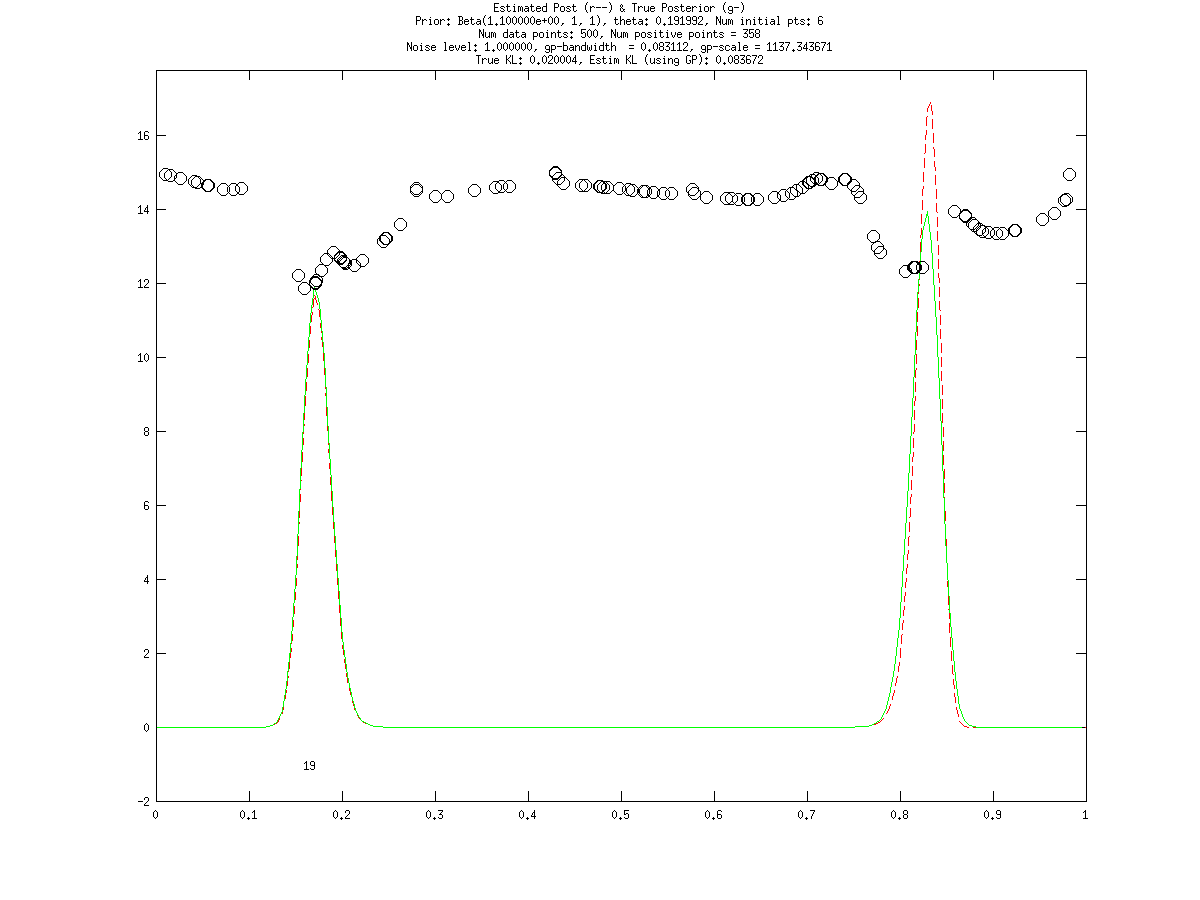 Estimated Post (r--) & True Posterior (g-)
Prior: Beta(1.100000e+00, 1, 1), theta: 0.191992, Num initial pts: 6
Num data points: 500, Num positive points = 358
Noise level: 1.000000, gp-bandwidth  = 0.083112, gp-scale = 1137.343671
True KL: 0.020004, Estim KL (using GP): 0.083672
16
14
12
10
8
6
4
2
0
19
-2
0 0.1 0.2 0.3 0.4 0.5 0.6 0.7 0.8 0.9 1